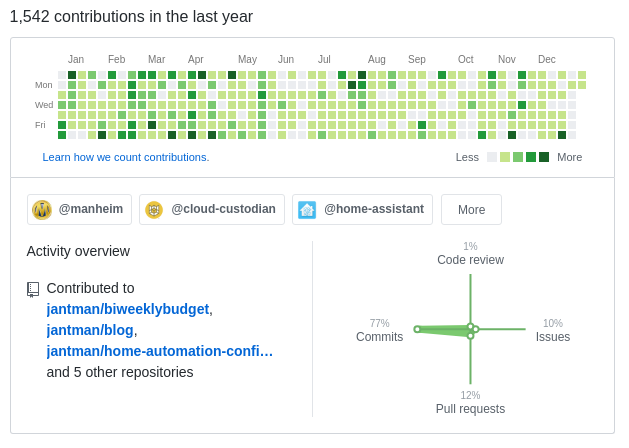 1,542 contributions in the last year
Jan Feb Mar Apr May Jun Jul Aug Sep Oct Nov Dec
Mon
Wed
Fri
Learn how we count contributions. Less More
@manheim @cloud-custodian @home-assistant More
Activity overview
Contributed to
jantman/biweeklybudget,
jantman/blog,
jantman/home-automation-confi…
and 5 other repositories
1%
Code review
77%
Commits
10%
Issues
12%
Pull requests